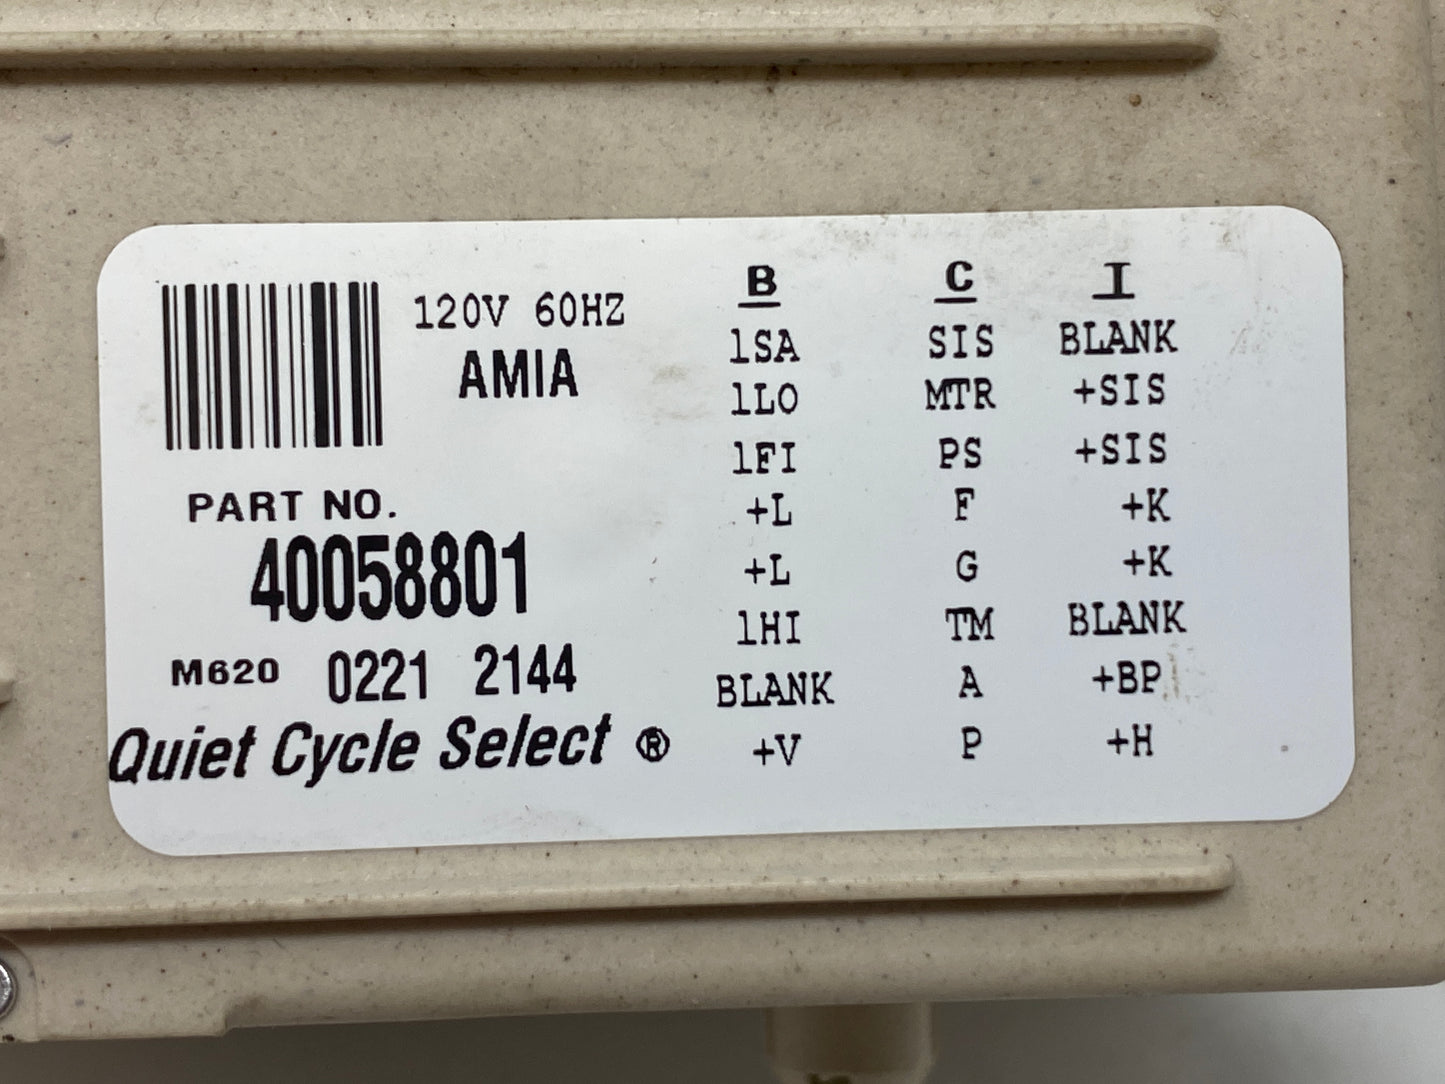 120V 60HZ
AMIA
PART NO.
40058801
M620 0221 2144
Quiet Cycle Select ®
B C I
1SA SIS BLANK
1LO MTR +SIS
1FI PS +SIS
+L F +K
+L G +K
1HI TM BLANK
BLANK A +BP
+V P +H